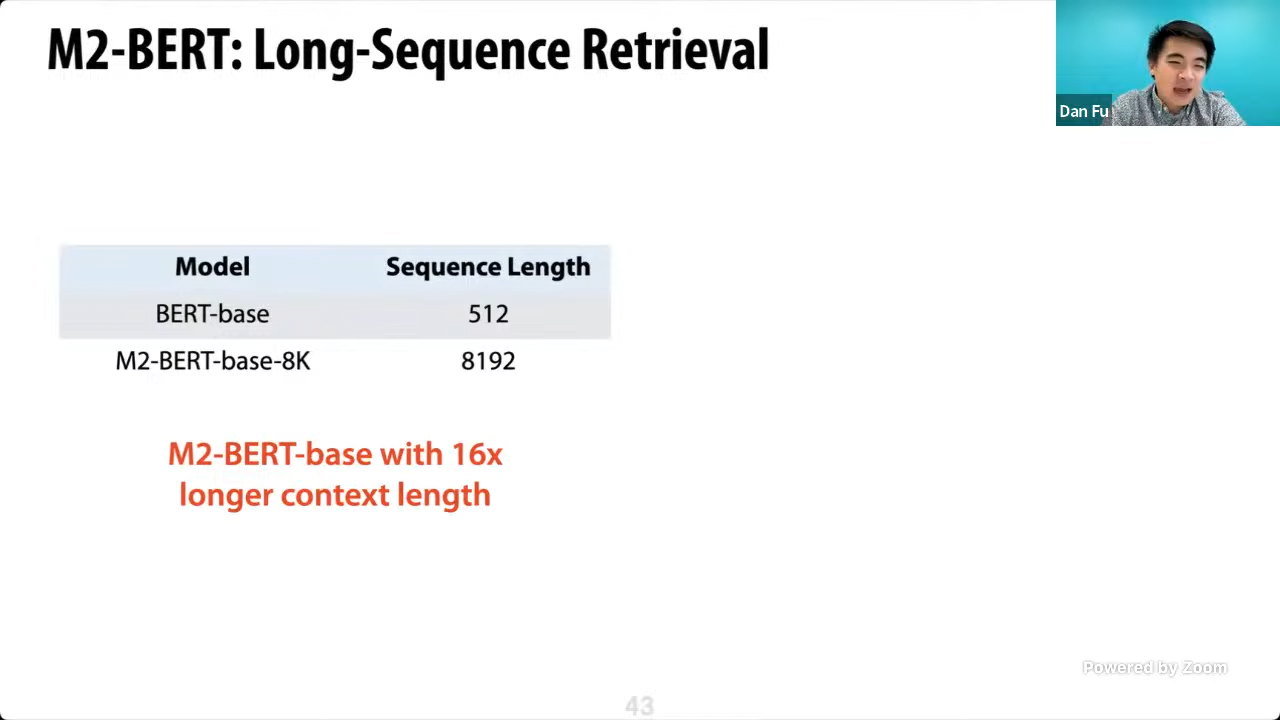 M2-BERT: Long-Sequence Retrieval
Dan Fu
Model Sequence Length
BERT-base 512
M2-BERT-base-8K 8192
M2-BERT-base with 16x
longer context length
Powered by Zoom
43